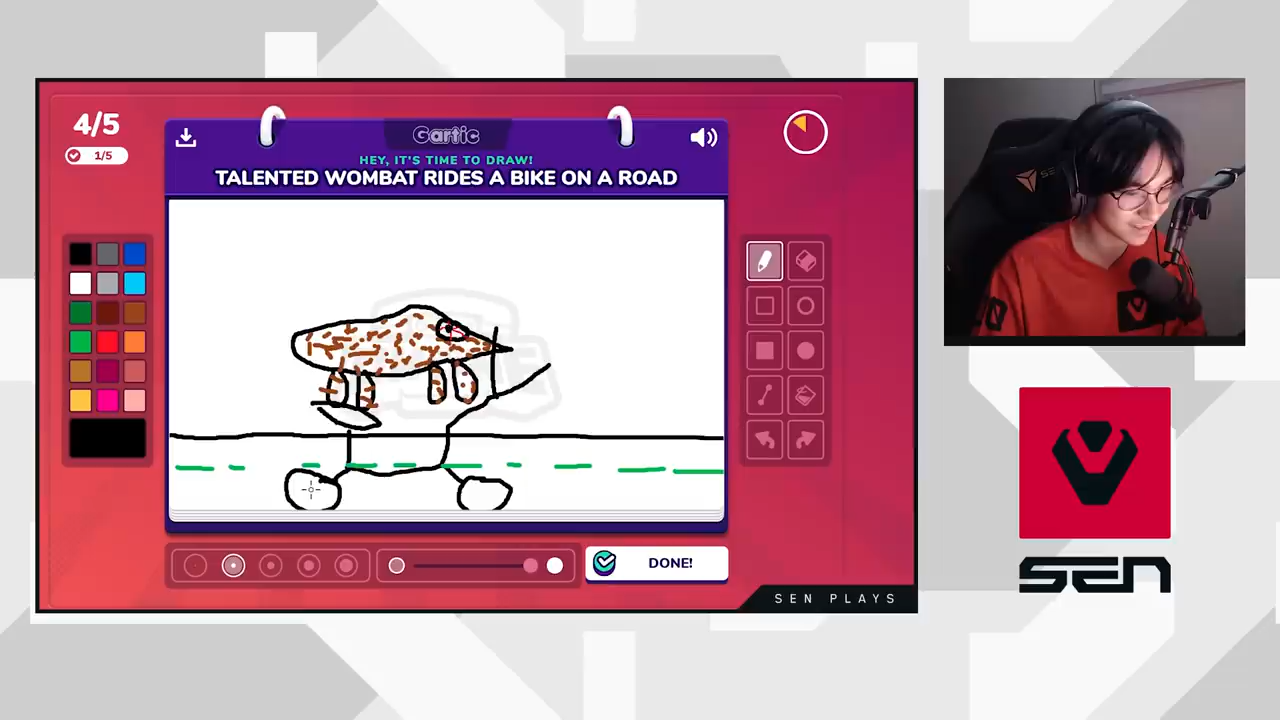 4/5
1/5
Gartic
HEY, IT'S TIME TO DRAW!
TALENTED WOMBAT RIDES A BIKE ON A ROAD
DONE!
SEN PLAYS
SEN